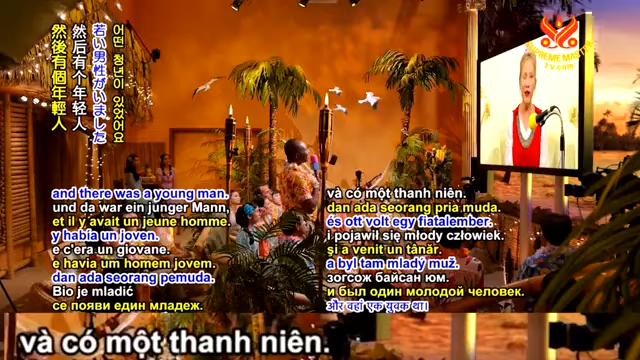 SUPREME MASTER
TV.com
어떤 청년이 있었어요
若い男性がいました
然后有个年轻人
然後有個年輕人
and there was a young man.
und da war ein junger Mann,
et il y avait un jeune homme.
y había un joven.
e c'era un giovane.
e havia um homem jovem.
dan ada seorang pemuda.
Bio je mladić
се появи един младеж.
và có một thanh niên.
dan ada seorang pria muda.
és ott volt egy fiatalember.
i pojawił się młody człowiek.
şi a venit un tânăr.
a byl tam mladý muž.
зогсож байсан юм.
и был один молодой человек.
और वहां एक युवक था।
và có một thanh niên.